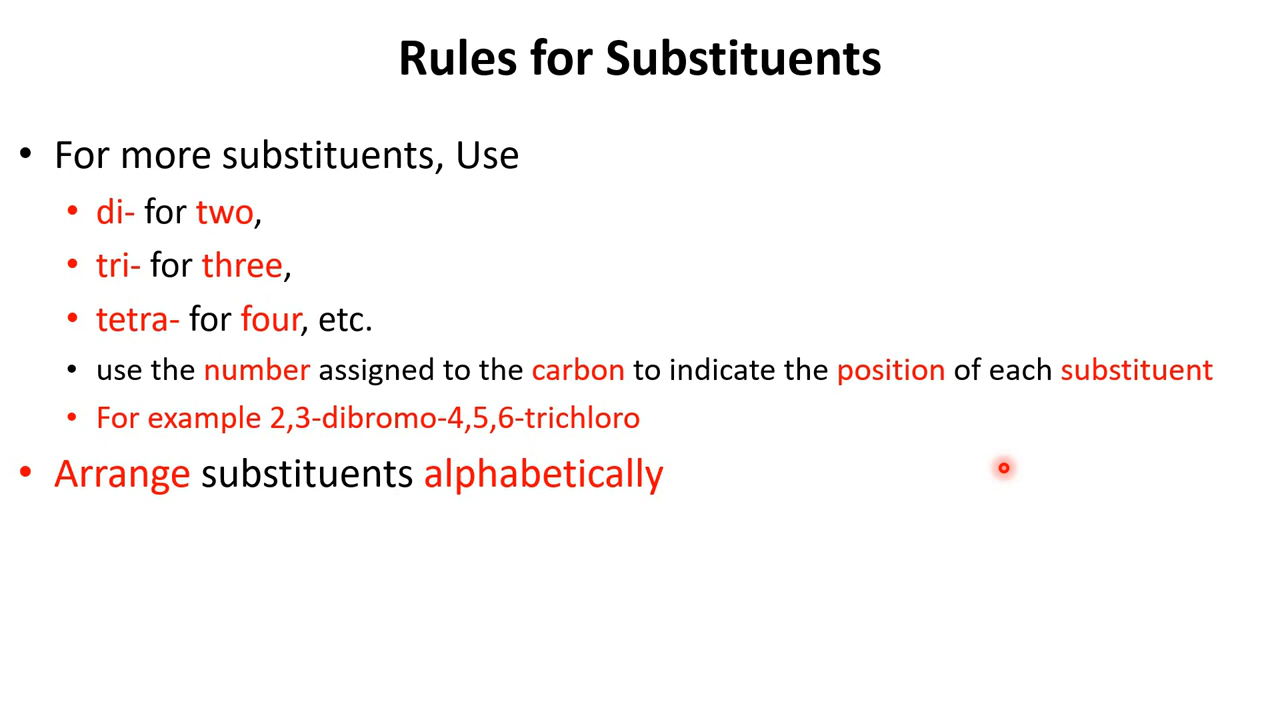 Rules for Substituents
• For more substituents, Use
• di- for two,
• tri- for three,
• tetra- for four, etc.
• use the number assigned to the carbon to indicate the position of each substituent
• For example 2,3-dibromo-4,5,6-trichloro
• Arrange substituents alphabetically